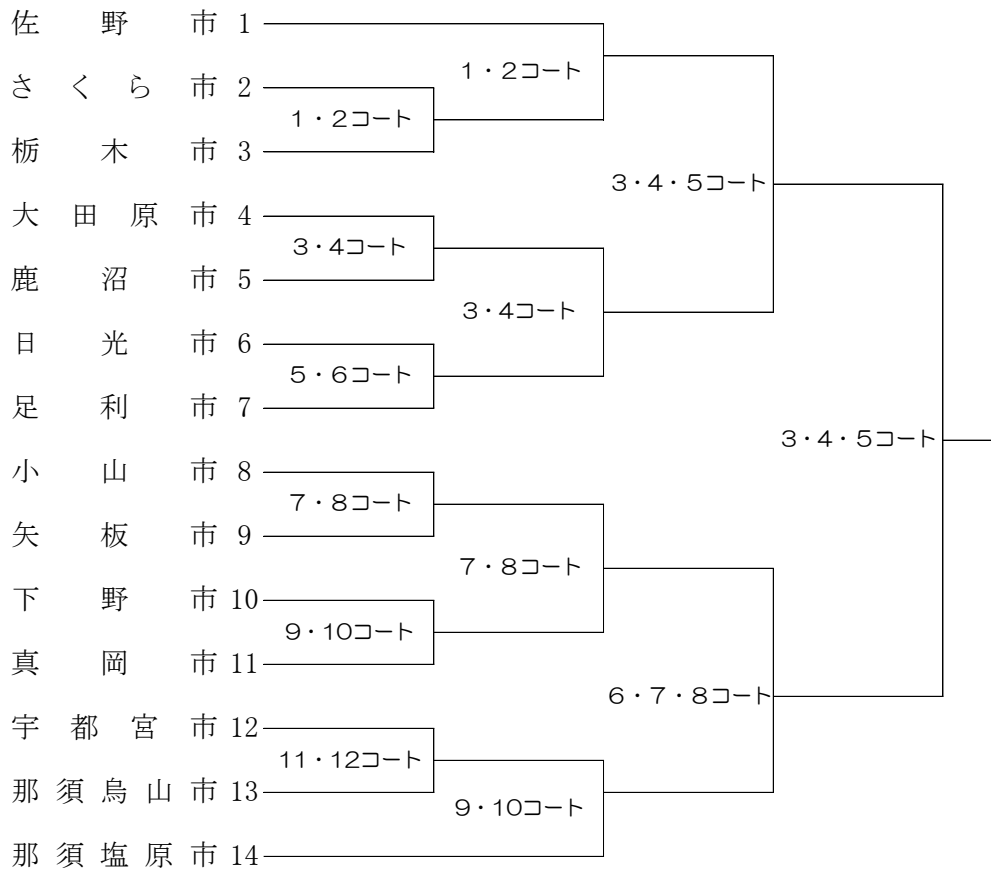 佐野市 1
1・2コート
さくら市 2
1・2コート
栃木市 3
3・4・5コート
大田原市 4
3・4コート
鹿沼市 5
3・4コート
日光市 6
5・6コート
足利市 7
3・4・5コート
小山市 8
7・8コート
矢板市 9
7・8コート
下野市 10
9・10コート
真岡市 11
6・7・8コート
宇都宮市 12
11・12コート
那須烏山市 13
9・10コート
那須塩原市 14